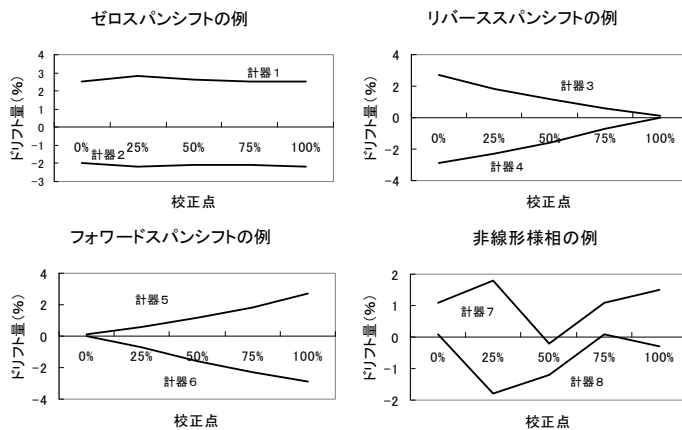 ゼロスパンシフトの例
ドリフト量(%)
4
3
2
1
0
-1
-2
-3
計器1
計器2
0% 25% 50% 75% 100%
校正点
リバーススパンシフトの例
ドリフト量(%)
4
2
0
-2
-4
計器3
計器4
0% 25% 50% 75% 100%
校正点
フォワードスパンシフトの例
ドリフト量(%)
4
2
0
-2
-4
計器5
計器6
0% 25% 50% 75% 100%
校正点
非線形様相の例
ドリフト量(%)
2
1
0
-1
-2
計器7
計器8
0% 25% 50% 75% 100%
校正点